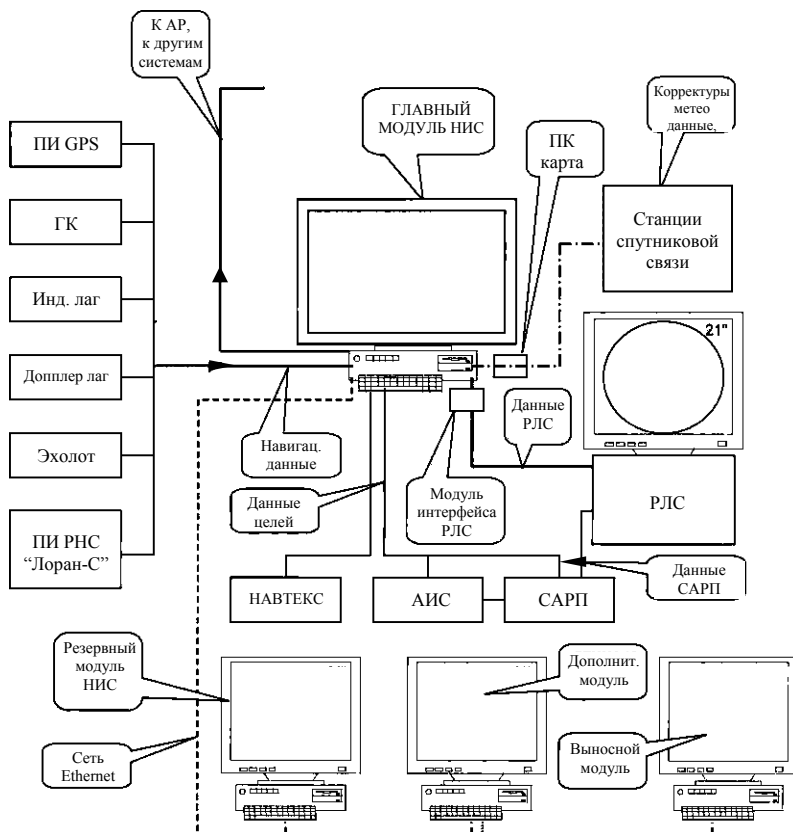 К АР,
к другим
системам
ГЛАВНЫЙ
МОДУЛЬ НИС
ПК
карта
Корректуры
метео
данные,
ПИ GPS
ГК
Инд. лаг
Допплер лаг
Эхолот
ПИ РНС
“Лоран-С”
Станции
спутниковой
связи
21"
Навигац.
данные
Данные
целей
Модуль
интерфейса
РЛС
Данные
РЛС
РЛС
Данные
САРП
НАВТЕКС
АИС
САРП
Резервный
модуль
НИС
Дополнит.
модуль
Сеть
Ethernet
Выносной
модуль